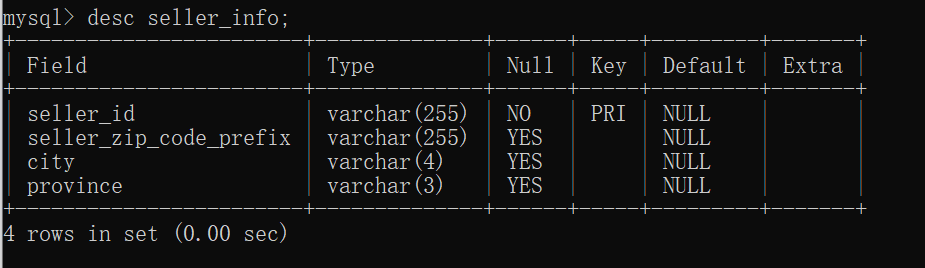 mysql> desc seller_info;
+-------------------------+--------------+------+-----+---------+-------+
| Field                   | Type         | Null | Key | Default | Extra |
+-------------------------+--------------+------+-----+---------+-------+
| seller_id               | varchar(255) | NO   | PRI | NULL    |       |
| seller_zip_code_prefix  | varchar(255) | YES  |     | NULL    |       |
| city                    | varchar(4)   | YES  |     | NULL    |       |
| province                | varchar(3)   | YES  |     | NULL    |       |
+-------------------------+--------------+------+-----+---------+-------+
4 rows in set (0.00 sec)